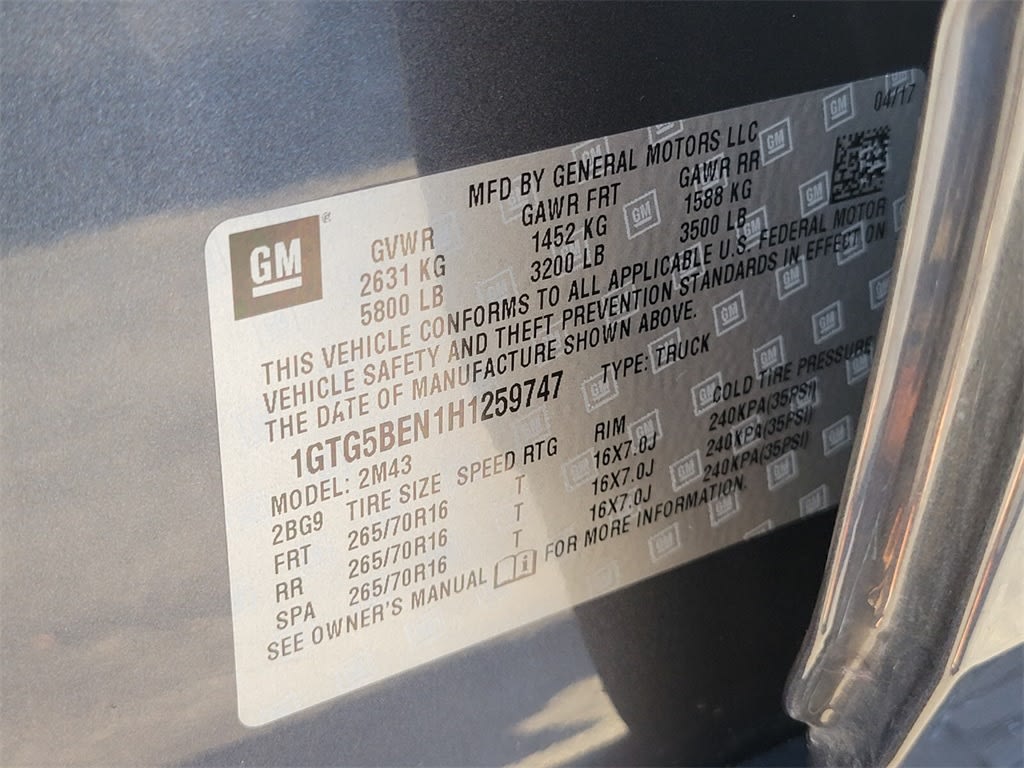 04/17
MFD BY GENERAL MOTORS LLC
GM ®
GVWR GAWR FRT GAWR RR
2631 KG 1452 KG 1588 KG
5800 LB 3200 LB 3500 LB
THIS VEHICLE CONFORMS TO ALL APPLICABLE U.S. FEDERAL MOTOR
VEHICLE SAFETY AND THEFT PREVENTION STANDARDS IN EFFECT ON
THE DATE OF MANUFACTURE SHOWN ABOVE.
1GTG5BEN1H1259747 TYPE: TRUCK
MODEL: 2M43
2BG9 TIRE SIZE SPEED RTG RIM COLD TIRE PRESSURE
FRT 265/70R16 T 16X7.0J 240KPA(35PSI)
RR 265/70R16 T 16X7.0J 240KPA(35PSI)
SPA 265/70R16 T 16X7.0J 240KPA(35PSI)
SEE OWNER'S MANUAL FOR MORE INFORMATION.